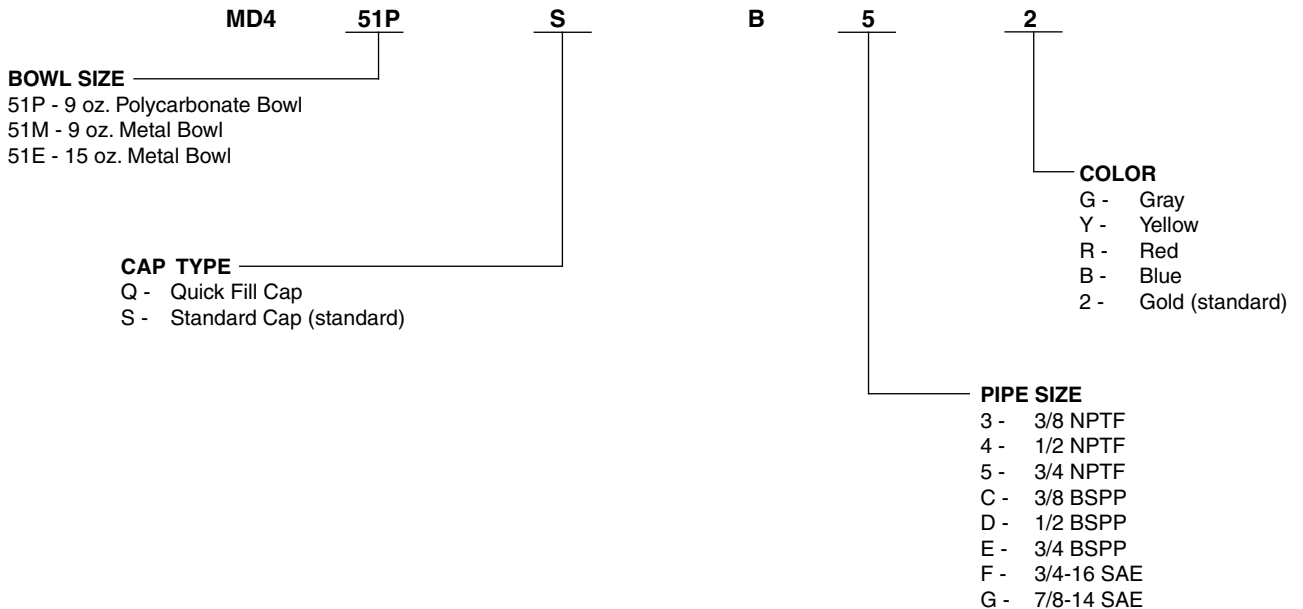 MD4 51P S B 5 2
BOWL SIZE
51P - 9 oz. Polycarbonate Bowl
51M - 9 oz. Metal Bowl
51E - 15 oz. Metal Bowl
COLOR
G - Gray
Y - Yellow
R - Red
B - Blue
2 - Gold (standard)
CAP TYPE
Q - Quick Fill Cap
S - Standard Cap (standard)
PIPE SIZE
3 - 3/8 NPTF
4 - 1/2 NPTF
5 - 3/4 NPTF
C - 3/8 BSPP
D - 1/2 BSPP
E - 3/4 BSPP
F - 3/4-16 SAE
G - 7/8-14 SAE